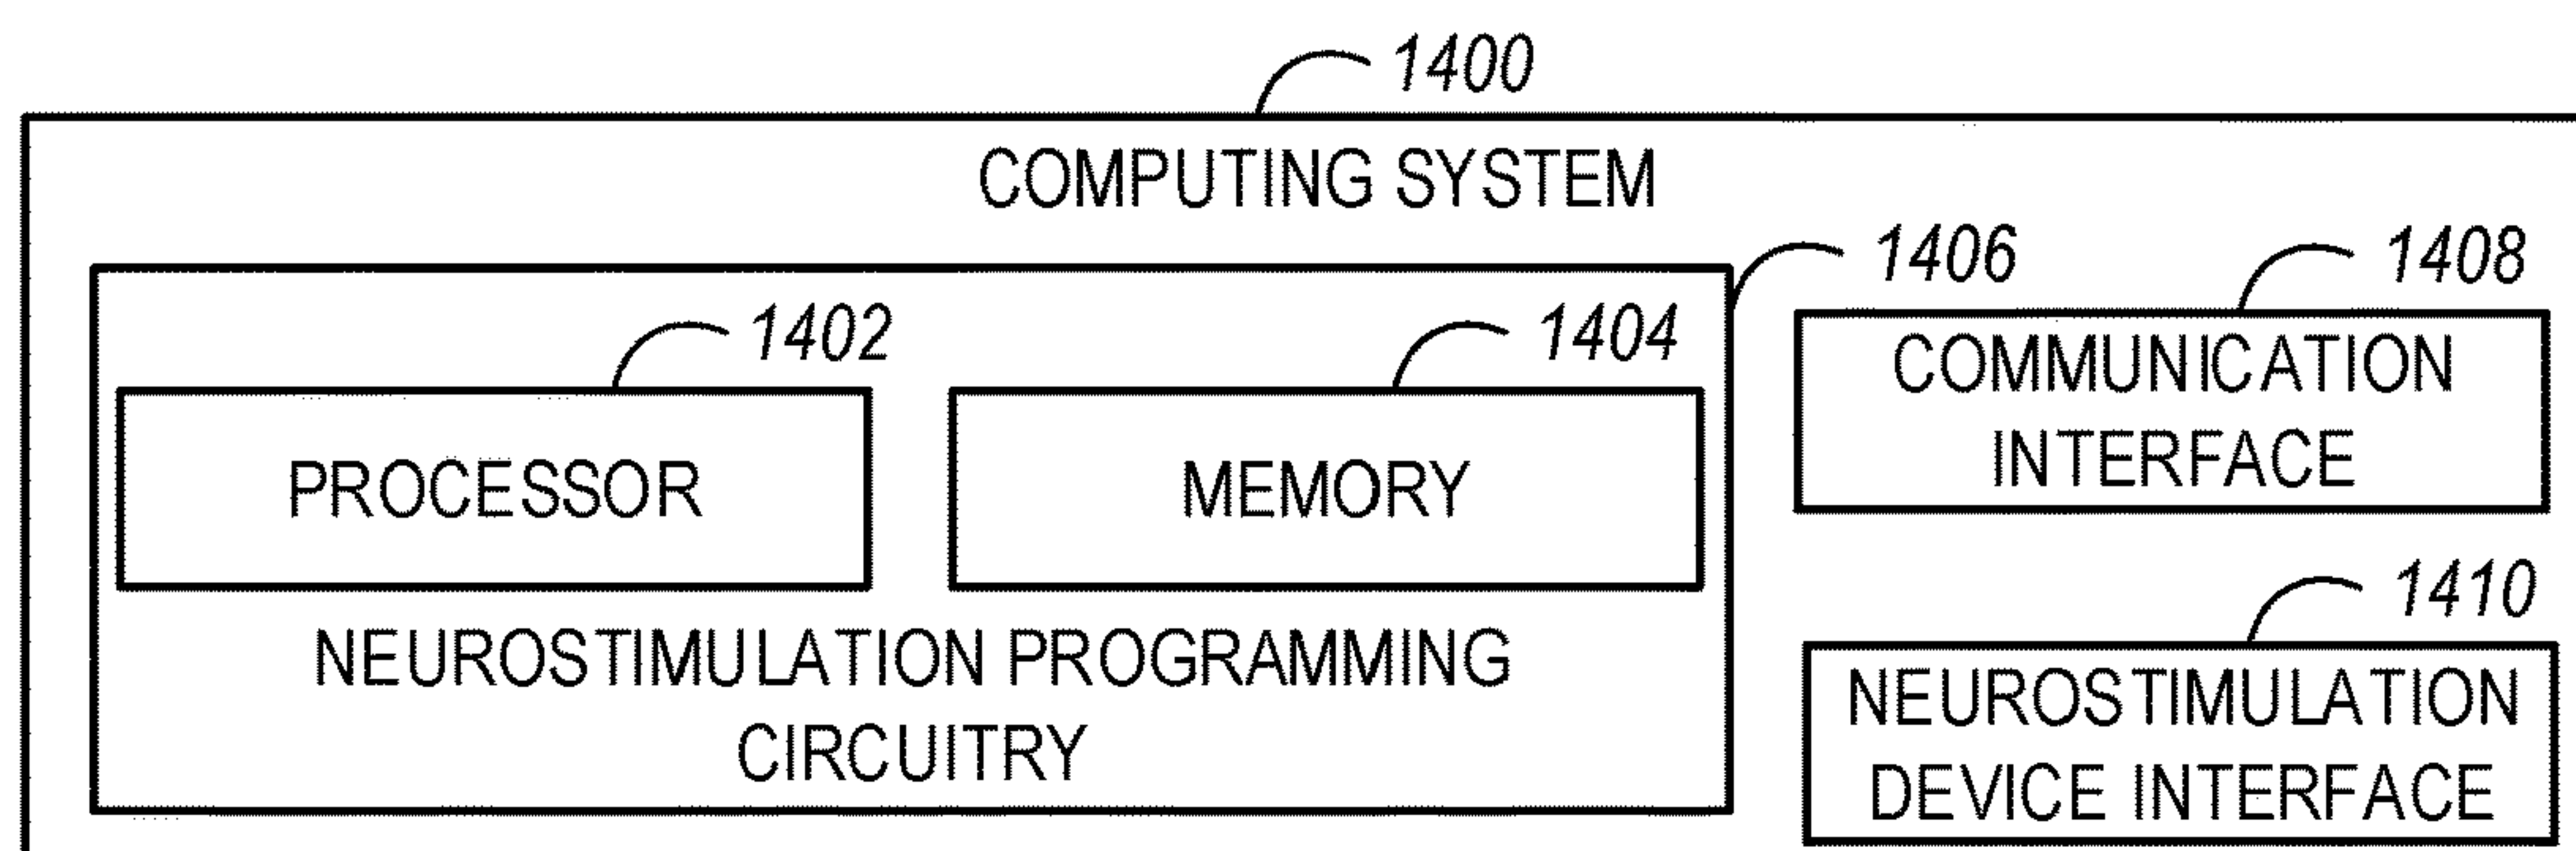 1400
COMPUTING SYSTEM
1406
1408
1402
1404
COMMUNICATION
INTERFACE
PROCESSOR
MEMORY
1410
NEUROSTIMULATION PROGRAMMING
CIRCUITRY
NEUROSTIMULATION
DEVICE INTERFACE